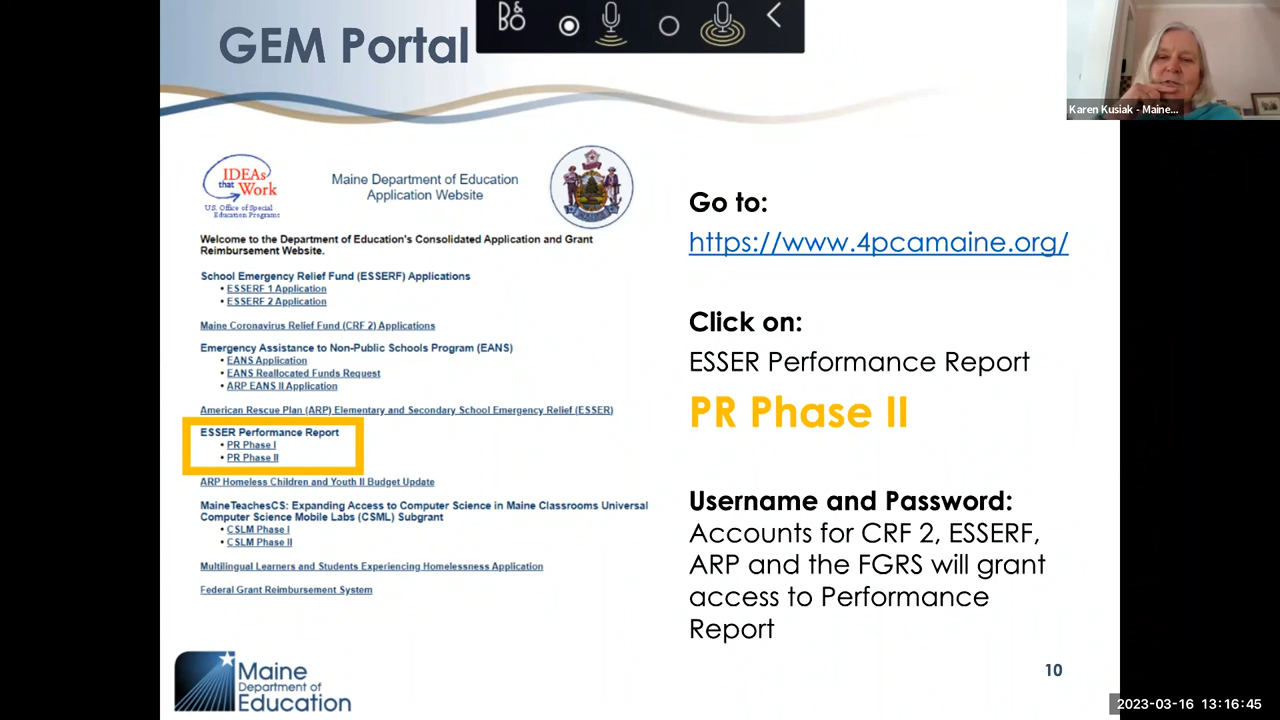 GEM Portal
Karen Kusiak - Maine...
IDEAs
that Work
U.S. Office of Special
Education Programs
Maine Department of Education
Application Website
Welcome to the Department of Education's Consolidated Application and Grant
Reimbursement Website.
School Emergency Relief Fund (ESSERF) Applications
• ESSERF 1 Application
• ESSERF 2 Application
Maine Coronavirus Relief Fund (CRF 2) Applications
Emergency Assistance to Non-Public Schools Program (EANS)
• EANS Application
• EANS Reallocated Funds Request
• ARP EANS II Application
American Rescue Plan (ARP) Elementary and Secondary School Emergency Relief (ESSER)
ESSER Performance Report
• PR Phase I
• PR Phase II
ARP Homeless Children and Youth II Budget Update
MaineTeachesCS: Expanding Access to Computer Science in Maine Classrooms Universal
Computer Science Mobile Labs (CSML) Subgrant
• CSLM Phase I
• CSLM Phase II
Multilingual Learners and Students Experiencing Homelessness Application
Federal Grant Reimbursement System
Go to:
https://www.4pcamaine.org/
Click on:
ESSER Performance Report
PR Phase II
Username and Password:
Accounts for CRF 2, ESSERF,
ARP and the FGRS will grant
access to Performance
Report
Maine
Department of
Education
10
2023-03-16 13:16:45